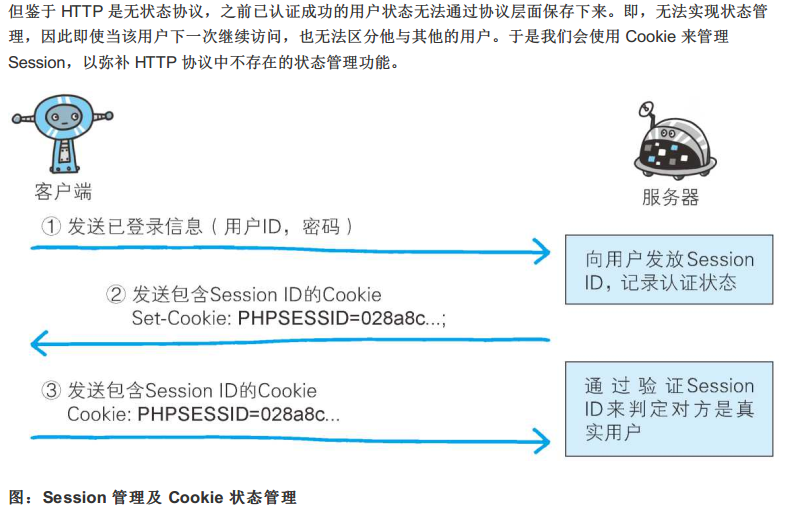 但鉴于 HTTP 是无状态协议，之前已认证成功的用户状态无法通过协议层面保存下来。即，无法实现状态管
理，因此即使当该用户下一次继续访问，也无法区分他与其他的用户。于是我们会使用 Cookie 来管理
Session，以弥补 HTTP 协议中不存在的状态管理功能。
客户端
服务器
① 发送已登录信息（用户ID，密码）
向用户发放Session
ID，记录认证状态
② 发送包含Session ID的Cookie
Set-Cookie: PHPSESSID=028a8c…;
③ 发送包含Session ID的Cookie
Cookie: PHPSESSID=028a8c…
通过验证Session
ID来判定对方是真
实用户
图：Session 管理及 Cookie 状态管理